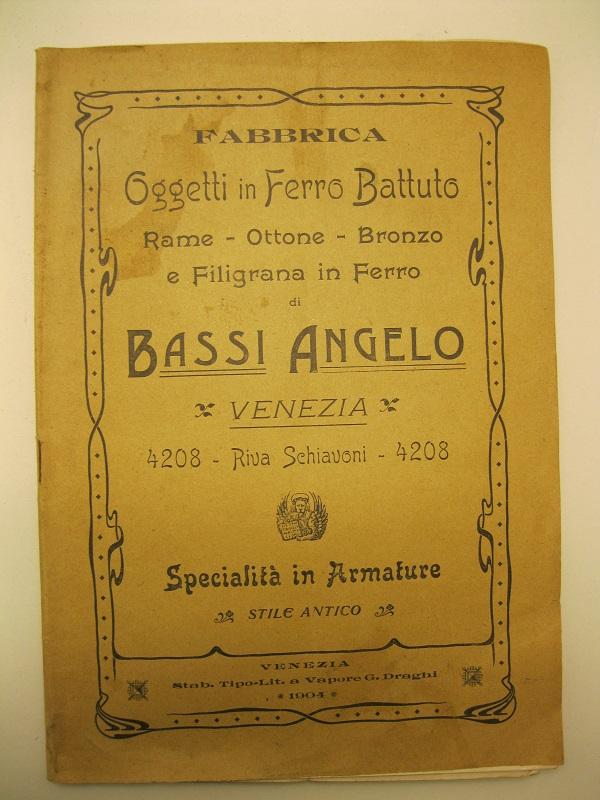 FABBRICA
Oggetti in Ferro Battuto
Rame - Ottone - Bronzo
e Filigrana in Ferro
di
BASSI ANGELO
VENEZIA
4208 - Riva Schiavoni - 4208
Specialità in Armature
STILE ANTICO
VENEZIA
Stab. Tipo-Lit. a Vapore G. Draghi
1904